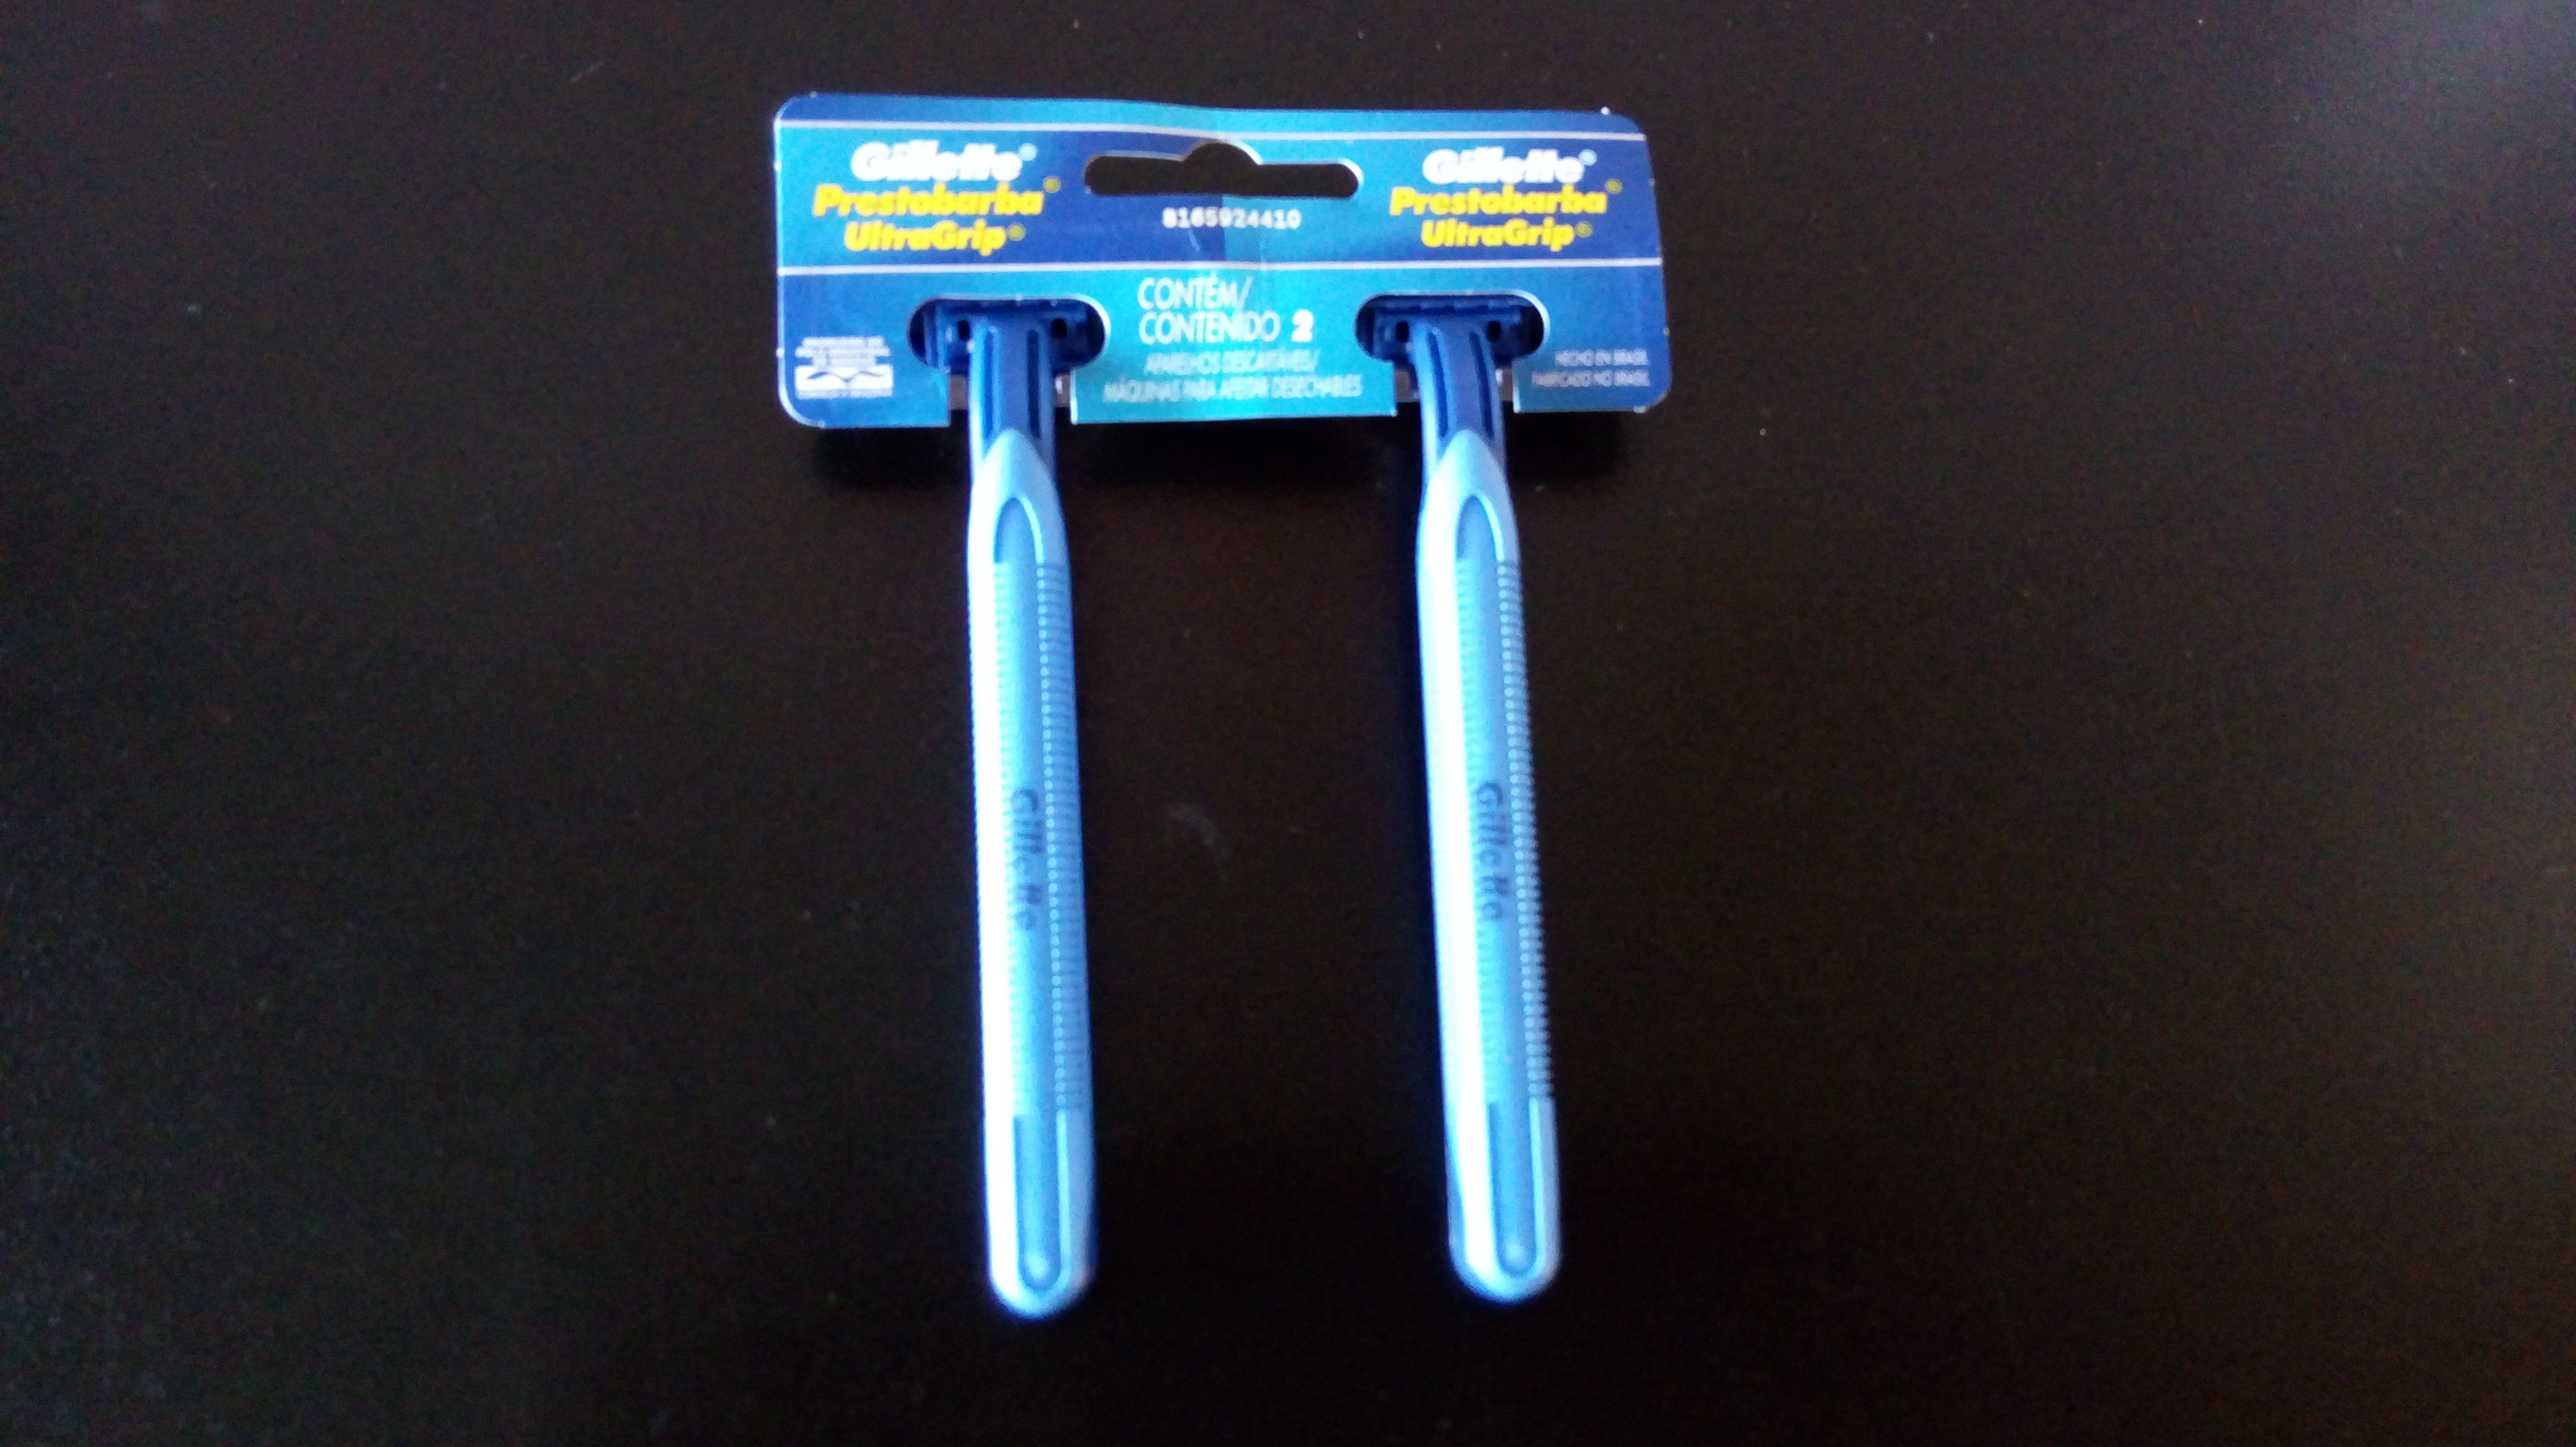 Gillette®
Prestobarba®
UltraGrip®
8165924410
Gillette®
Prestobarba®
UltraGrip®
CONTÉM/
CONTENIDO 2
APARELHOS DESCARTÁVEIS/
MÁQUINAS PARA AFEITAR DESECHABLES
HECHO EN BRASIL
FABRICADO NO BRASIL
Gillette
Gillette